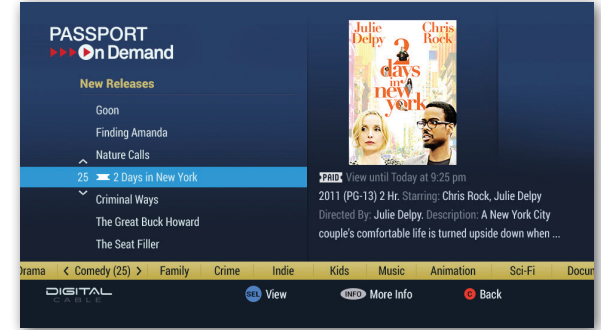 PASSPORT
On Demand
New Releases
Goon
Finding Amanda
Nature Calls
25 2 Days in New York
Criminal Ways
The Great Buck Howard
The Seat Filler
Julie Delpy Chris Rock
2
days
in
new
york
PAID View until Today at 9:25 pm
2011 (PG-13) 2 Hr. Starring: Chris Rock, Julie Delpy
Directed By: Julie Delpy. Description: A New York City
couple's comfortable life is turned upside down when ...
Drama < Comedy (25) > Family Crime Indie Kids Music Animation Sci-Fi Docum
DIGITAL
CABLE
SEL View INFO More Info C Back